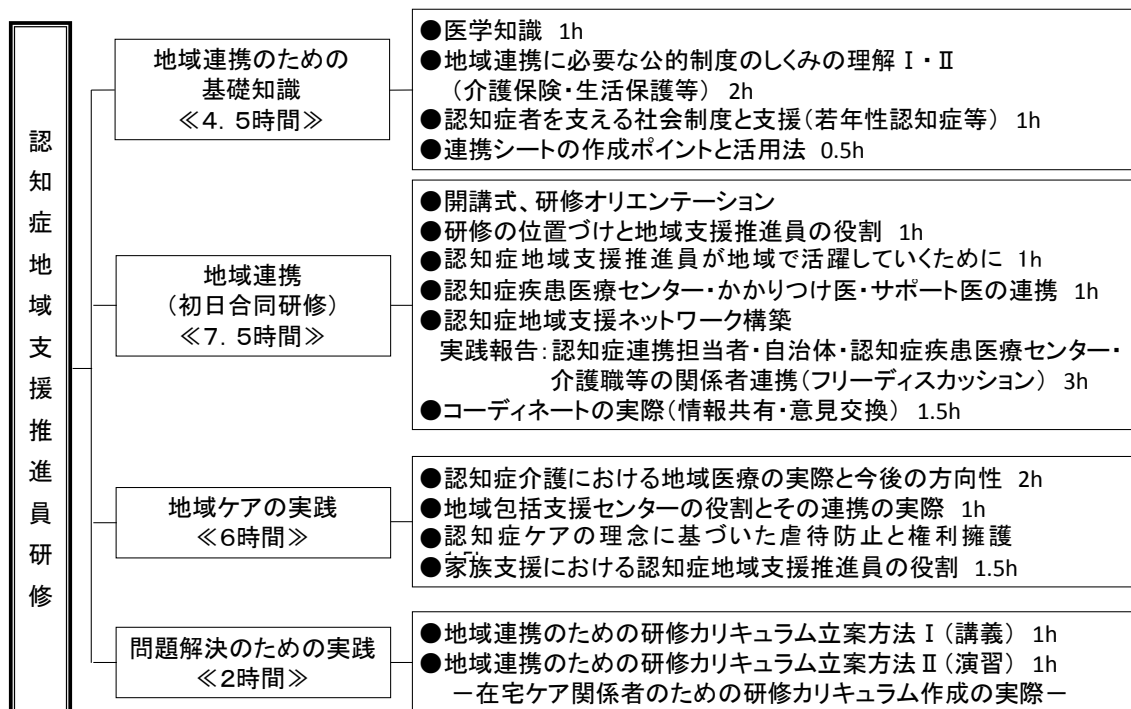 認知症地域支援推進員研修
地域連携のための
基礎知識
≪4．5時間≫
●医学知識 1h
●地域連携に必要な公的制度のしくみの理解Ⅰ・Ⅱ
（介護保険・生活保護等） 2h
●認知症者を支える社会制度と支援（若年性認知症等） 1h
●連携シートの作成ポイントと活用法 0.5h
地域連携
（初日合同研修）
≪7．5時間≫
●開講式、研修オリエンテーション
●研修の位置づけと地域支援推進員の役割 1h
●認知症地域支援推進員が地域で活躍していくために 1h
●認知症疾患医療センター・かかりつけ医・サポート医の連携 1h
●認知症地域支援ネットワーク構築
実践報告：認知症連携担当者・自治体・認知症疾患医療センター・
介護職等の関係者連携（フリーディスカッション） 3h
●コーディネートの実際（情報共有・意見交換） 1.5h
地域ケアの実践
≪6時間≫
●認知症介護における地域医療の実際と今後の方向性 2h
●地域包括支援センターの役割とその連携の実際 1h
●認知症ケアの理念に基づいた虐待防止と権利擁護
●家族支援における認知症地域支援推進員の役割 1.5h
問題解決のための実践
≪2時間≫
●地域連携のための研修カリキュラム立案方法Ⅰ（講義） 1h
●地域連携のための研修カリキュラム立案方法Ⅱ（演習） 1h
－在宅ケア関係者のための研修カリキュラム作成の実際－